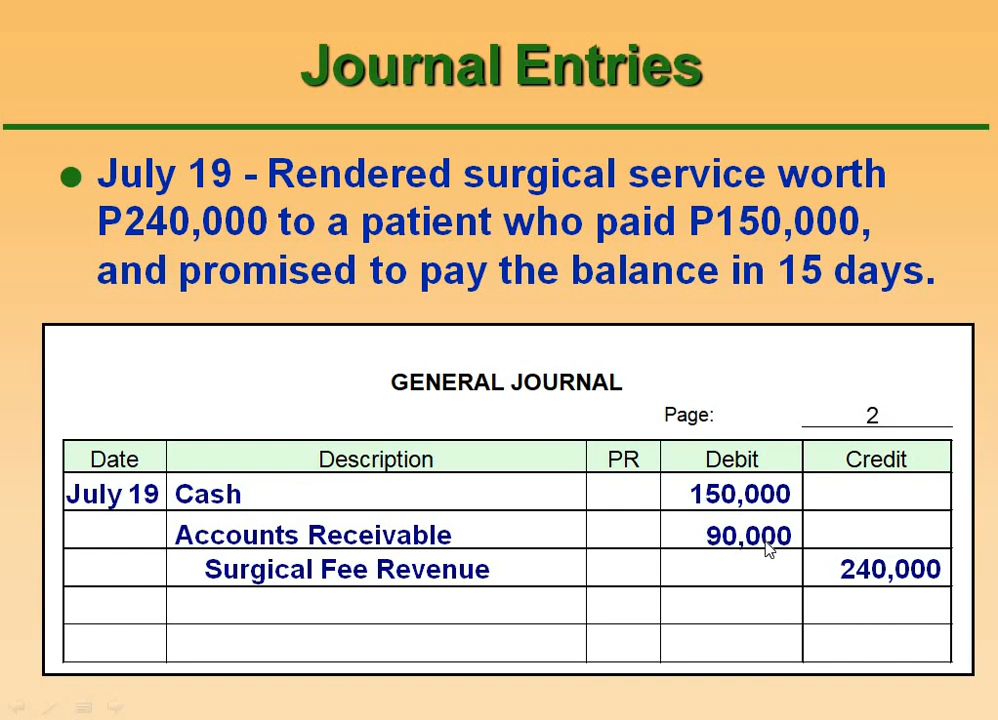 Journal Entries
July 19 - Rendered surgical service worth
P240,000 to a patient who paid P150,000,
and promised to pay the balance in 15 days.
GENERAL JOURNAL
Page: 2
Date Description PR Debit Credit
July 19 Cash 150,000
Accounts Receivable 90,000
Surgical Fee Revenue 240,000